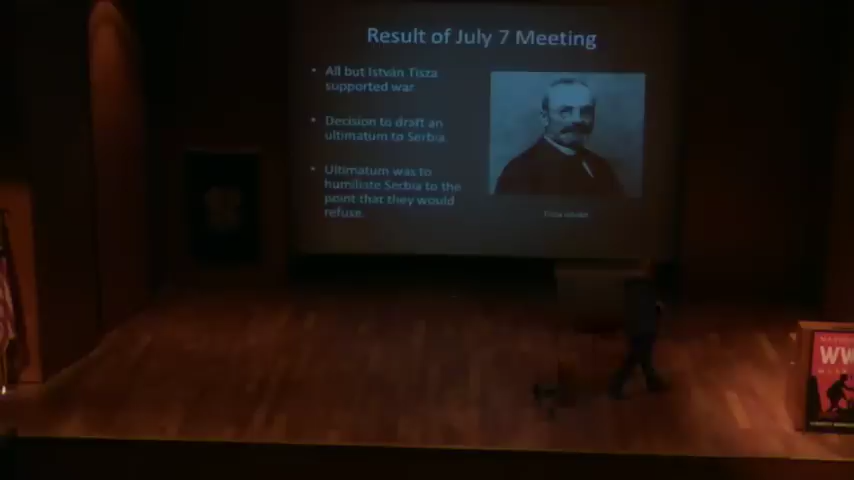 Result of July 7 Meeting
• All but István Tisza
supported war
• Decision to draft an
ultimatum to Serbia.
• Ultimatum was to
humiliate Serbia to the
point that they would
refuse.
WW